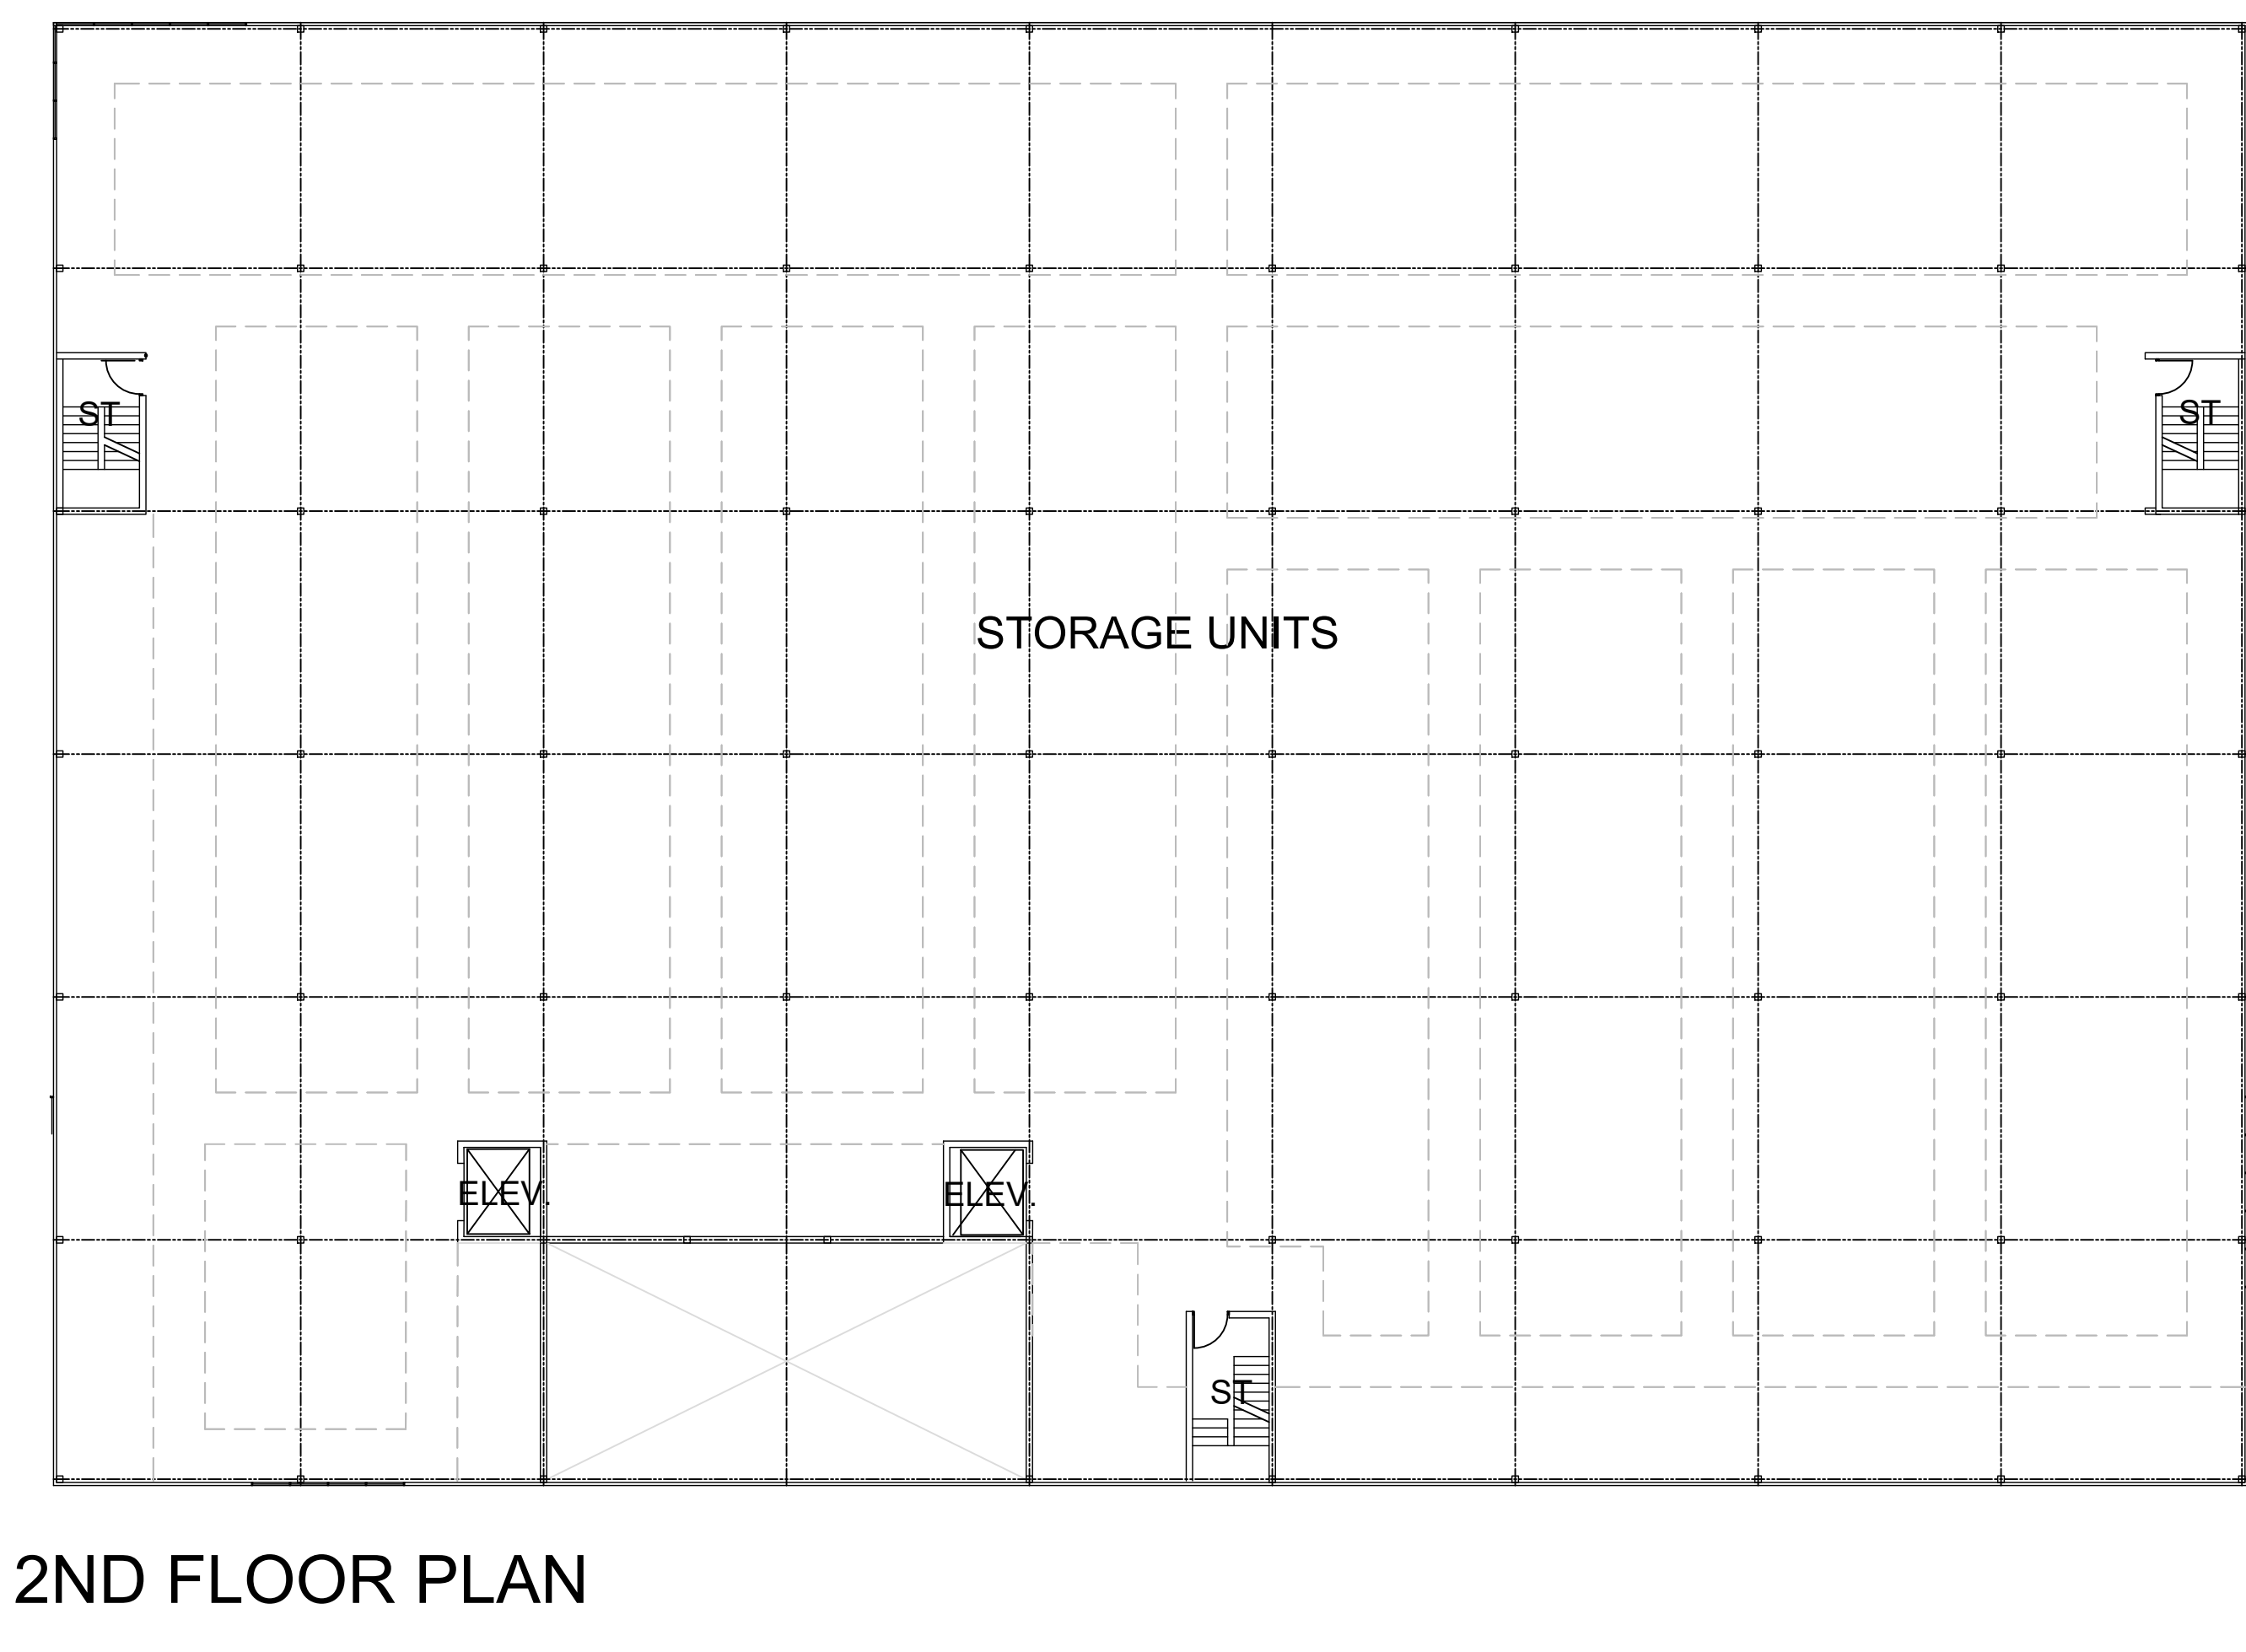 ST
ST
STORAGE UNITS
ELEV.
ELEV.
ST
2ND FLOOR PLAN